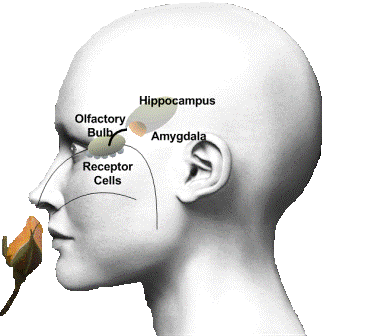 Hippocampus
Olfactory
Bulb
Amygdala
Receptor
Cells